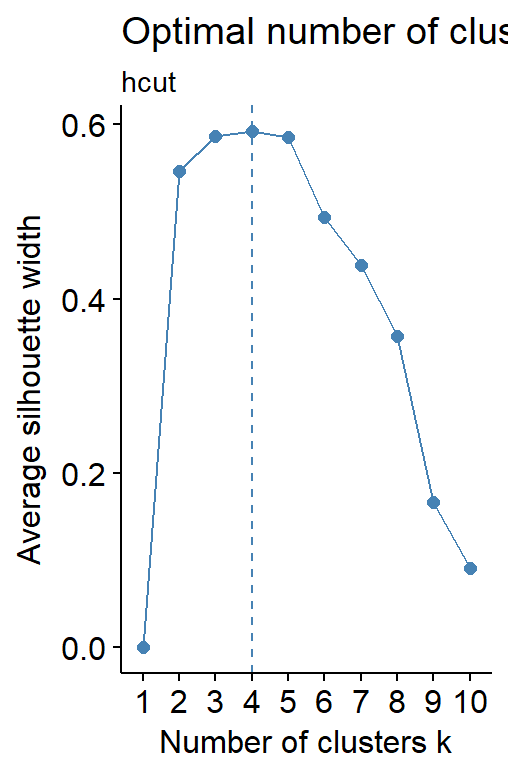 Optimal number of clus
hcut
Average silhouette width
0.6
0.4
0.2
0.0
1 2 3 4 5 6 7 8 9 10
Number of clusters k